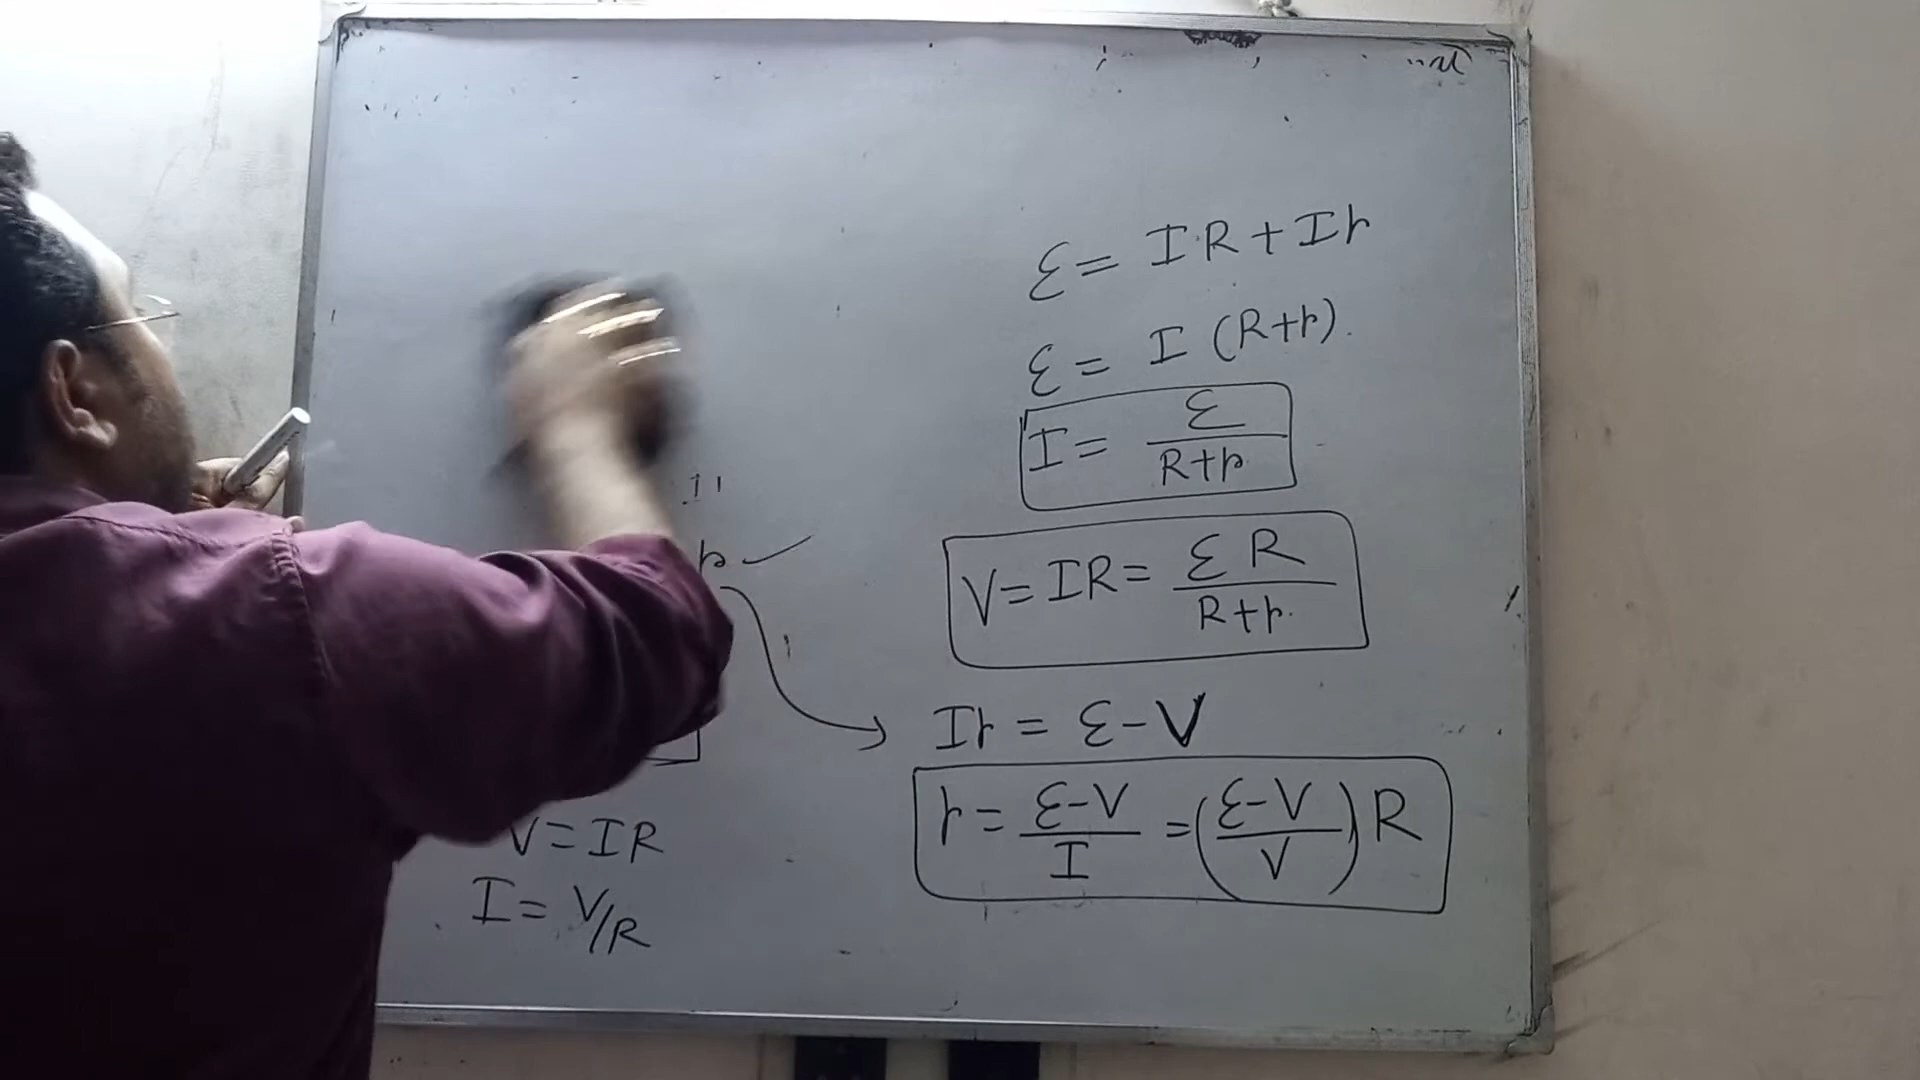 r ✓
V = IR
I = V/R
ε = IR + Ir
ε = I (R+r).
I = ε/(R+r)
V = IR = εR/(R+r)
Ir = ε-V
r = (ε-V)/I = ((ε-V)/V) R